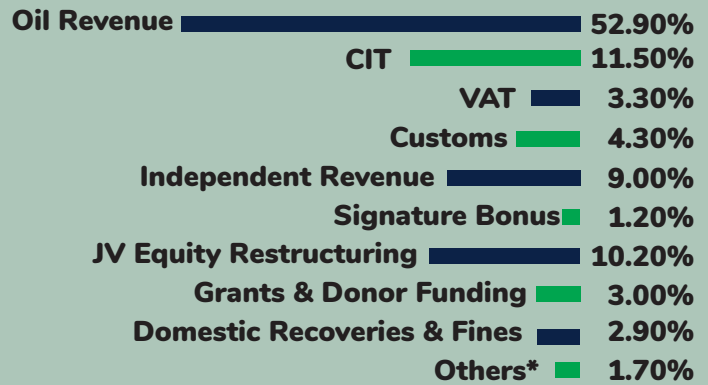 Oil Revenue 52.90%
CIT 11.50%
VAT 3.30%
Customs 4.30%
Independent Revenue 9.00%
Signature Bonus 1.20%
JV Equity Restructuring 10.20%
Grants & Donor Funding 3.00%
Domestic Recoveries & Fines 2.90%
Others* 1.70%